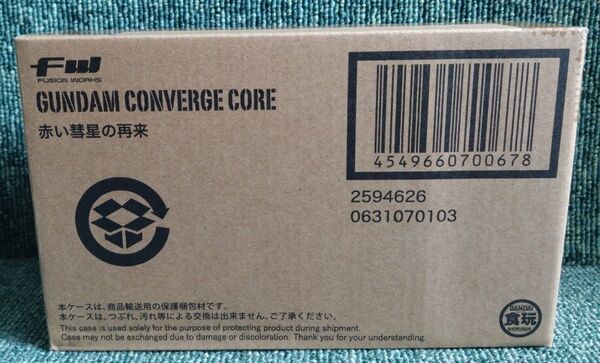 FW
FUSION WORKS
GUNDAM CONVERGE CORE
赤い彗星の再来
4549660700678
2594626
0631070103
本ケースは、商品輸送用の保護梱包材です。
本ケースは、つぶれ、汚れ等による交換は出来ません。ご了承ください。
This case is used solely for the purpose of protecting product during shipment.
Case may not be exchanged due to damage or discoloration. Thank you for your understanding.
BANDAI
食玩